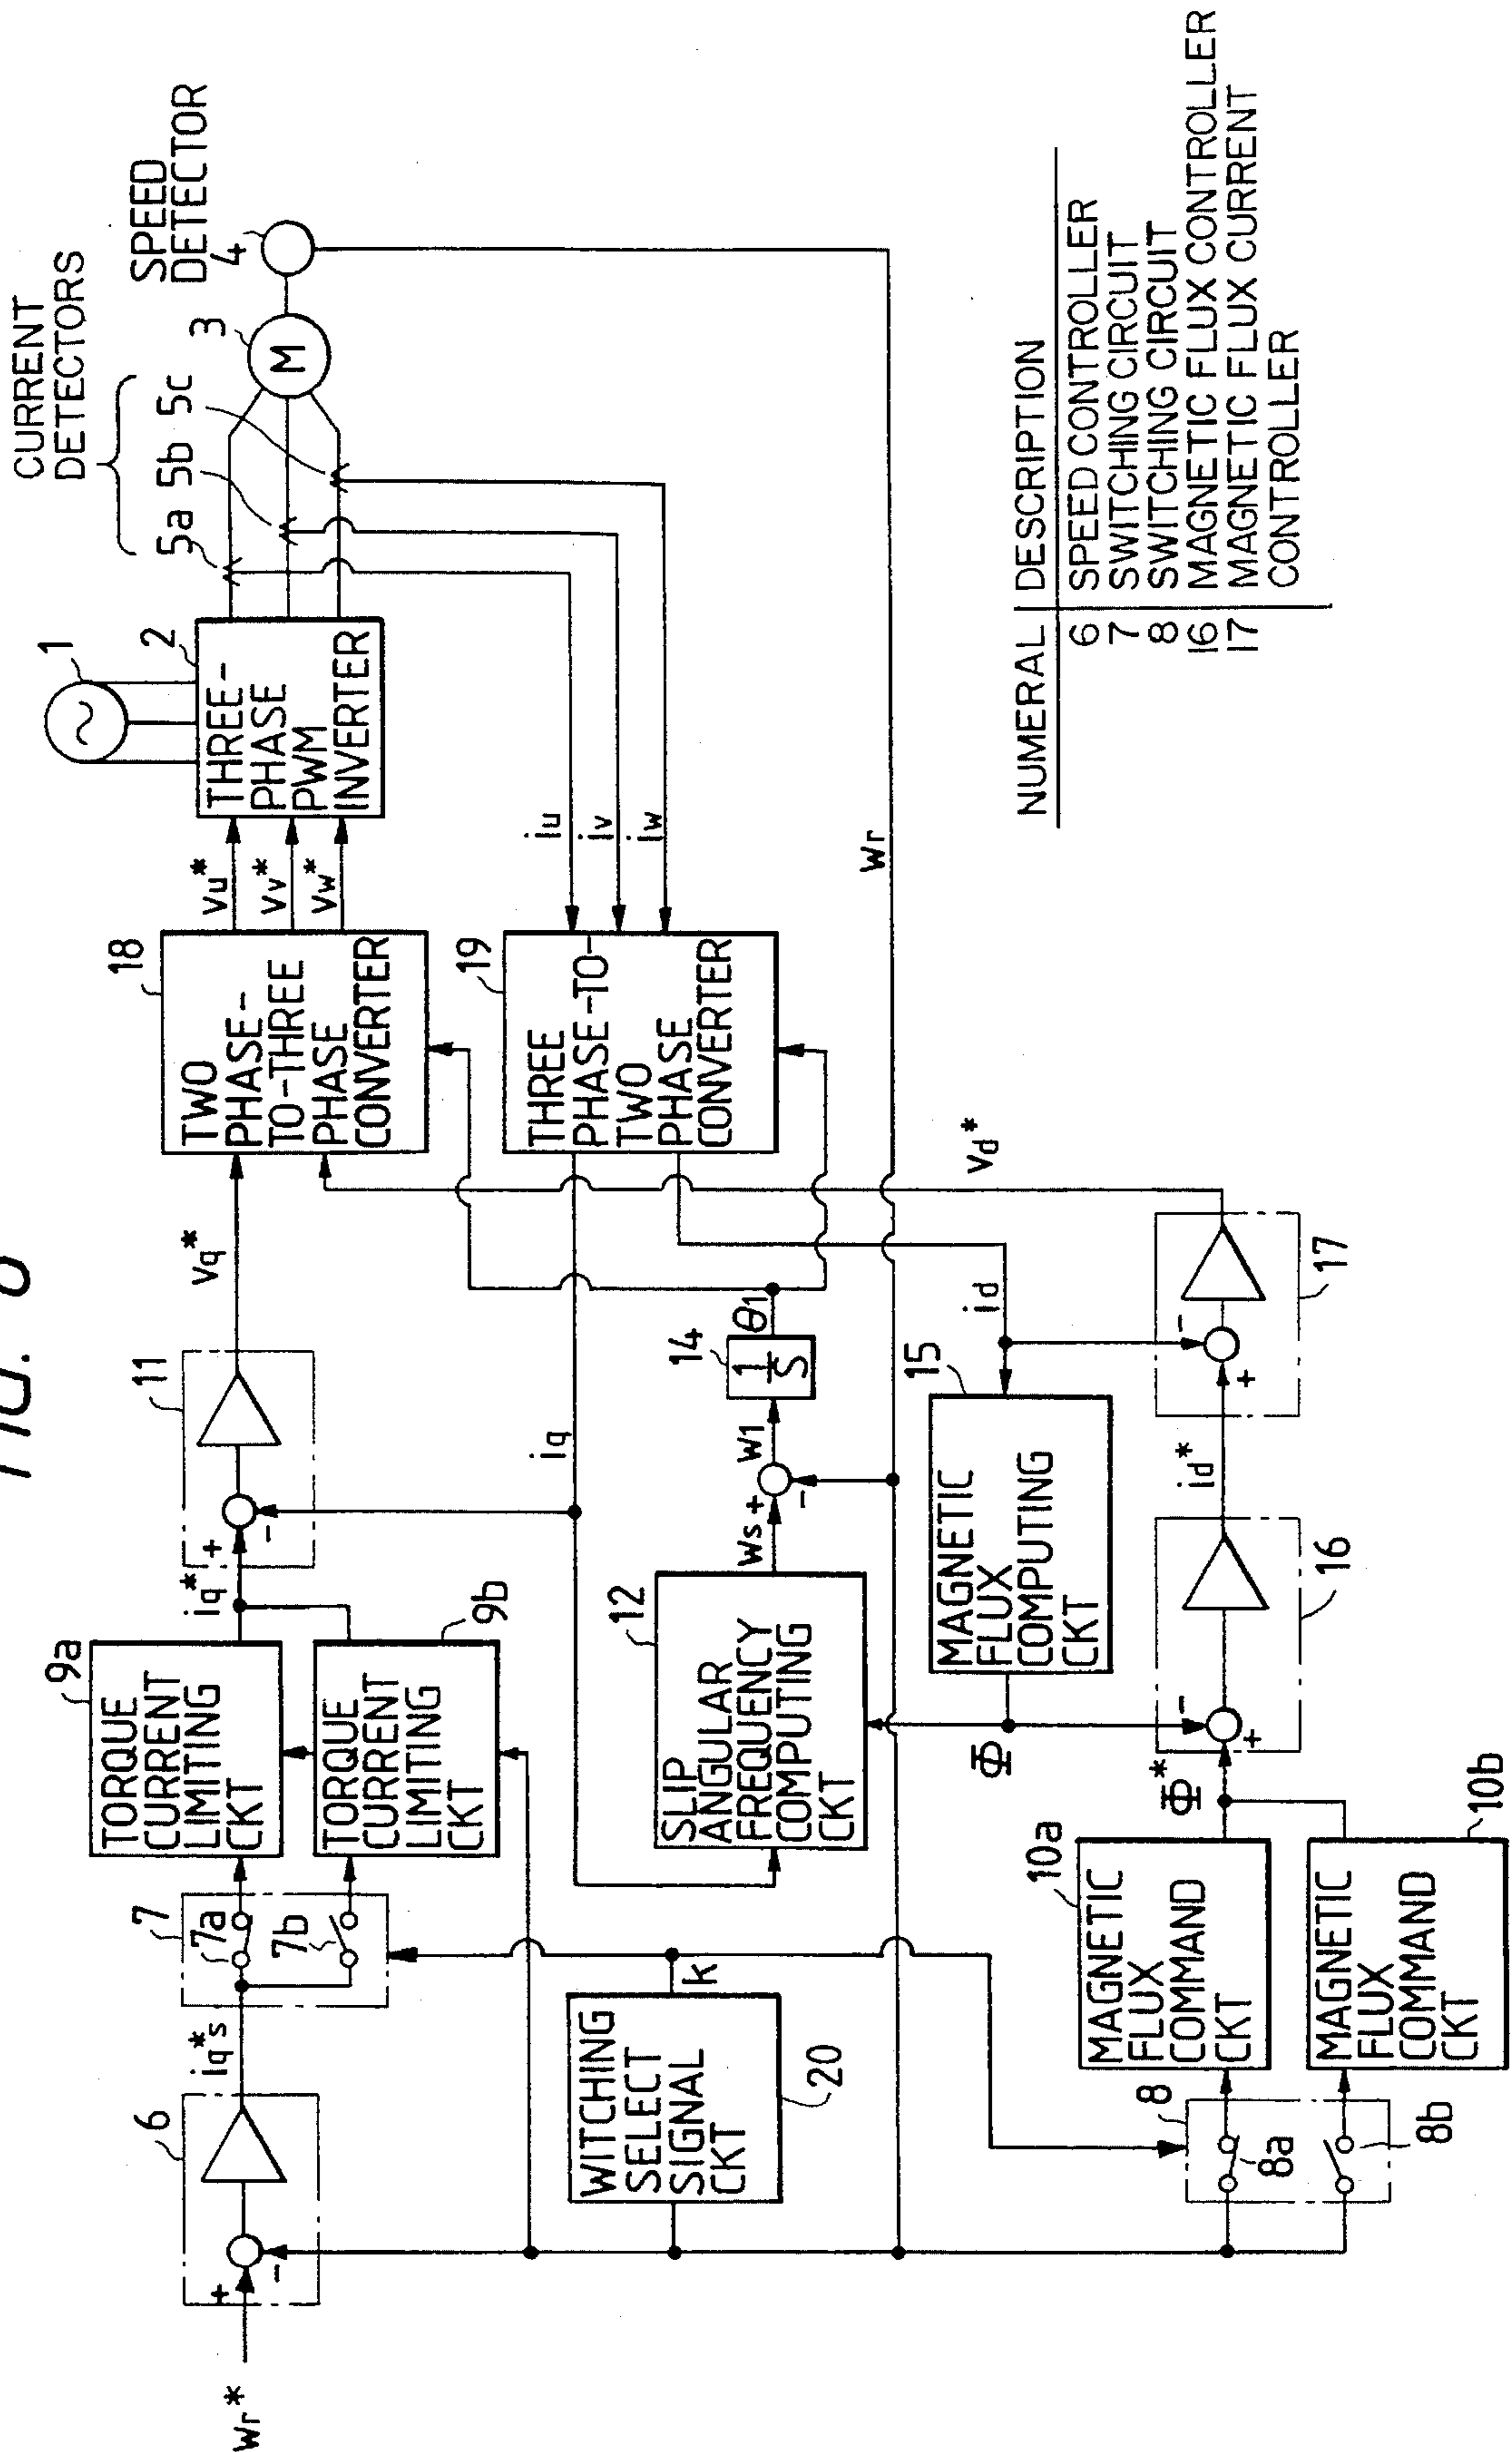 FIG. 8
CURRENT
DETECTORS
SPEED
DETECTOR
1
2
THREE-
PHASE
PWM
INVERTER
5a
5b
5c
3
M
4
18
TWO
PHASE-
TO-THREE
PHASE
CONVERTER
vu*
vv*
vw*
19
THREE
PHASE-TO-
TWO
PHASE
CONVERTER
iu
iv
iw
wr
wr*
+
-
6
iq*s
7
7a
7b
9a
TORQUE
CURRENT
LIMITING
CKT
9b
TORQUE
CURRENT
LIMITING
CKT
iq*
+
-
11
vq*
iq
WITCHING
SELECT
SIGNAL
CKT
20
k
12
SLIP
ANGULAR
FREQUENCY
COMPUTING
CKT
ws
+
-
w1
14
1
S
θ1
15
MAGNETIC
FLUX
COMPUTING
CKT
id
Φ
8
8a
8b
10a
MAGNETIC
FLUX
COMMAND
CKT
10b
MAGNETIC
FLUX
COMMAND
CKT
Φ*
+
-
16
id*
+
-
17
vd*
NUMERAL DESCRIPTION
6 SPEED CONTROLLER
7 SWITCHING CIRCUIT
8 SWITCHING CIRCUIT
16 MAGNETIC FLUX CONTROLLER
17 MAGNETIC FLUX CURRENT
CONTROLLER